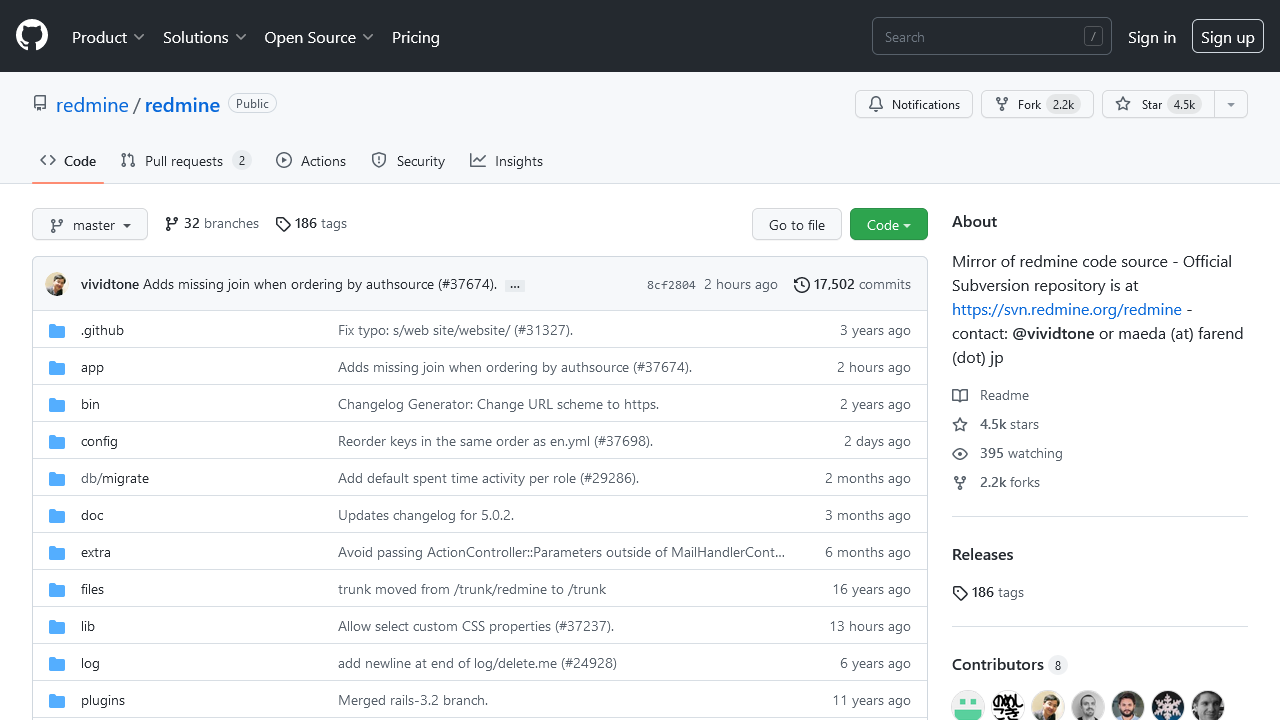 Product Solutions Open Source Pricing Search / Sign in Sign up
redmine / redmine Public Notifications Fork 2.2k Star 4.5k
Code Pull requests 2 Actions Security Insights
master 32 branches 186 tags Go to file Code
vividtone Adds missing join when ordering by authsource (#37674). … 8cf2804 2 hours ago 17,502 commits
.github Fix typo: s/web site/website/ (#31327). 3 years ago
app Adds missing join when ordering by authsource (#37674). 2 hours ago
bin Changelog Generator: Change URL scheme to https. 2 years ago
config Reorder keys in the same order as en.yml (#37698). 2 days ago
db/migrate Add default spent time activity per role (#29286). 2 months ago
doc Updates changelog for 5.0.2. 3 months ago
extra Avoid passing ActionController::Parameters outside of MailHandlerCont… 6 months ago
files trunk moved from /trunk/redmine to /trunk 16 years ago
lib Allow select custom CSS properties (#37237). 13 hours ago
log add newline at end of log/delete.me (#24928) 6 years ago
plugins Merged rails-3.2 branch. 11 years ago
About
Mirror of redmine code source - Official
Subversion repository is at
https://svn.redmine.org/redmine -
contact: @vividtone or maeda (at) farend
(dot) jp
Readme
4.5k stars
395 watching
2.2k forks
Releases
186 tags
Contributors 8